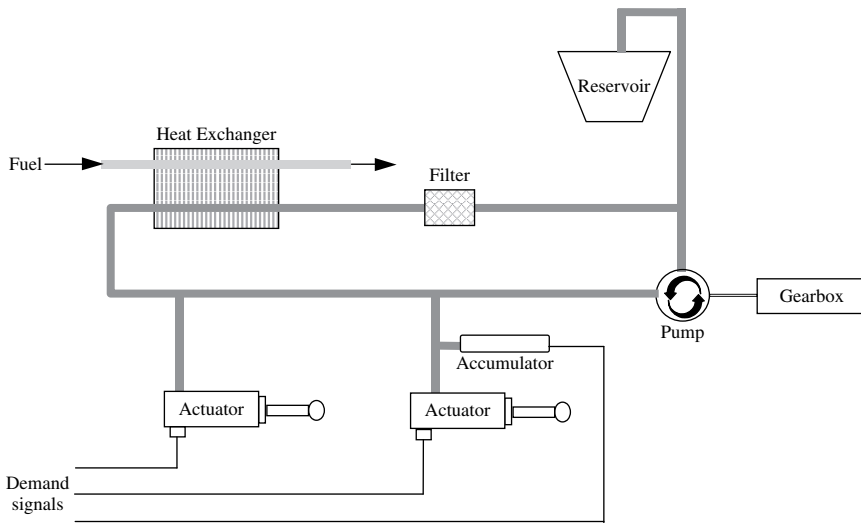 Reservoir
Heat Exchanger
Fuel
Filter
Gearbox
Pump
Accumulator
Actuator
Actuator
Demand
signals